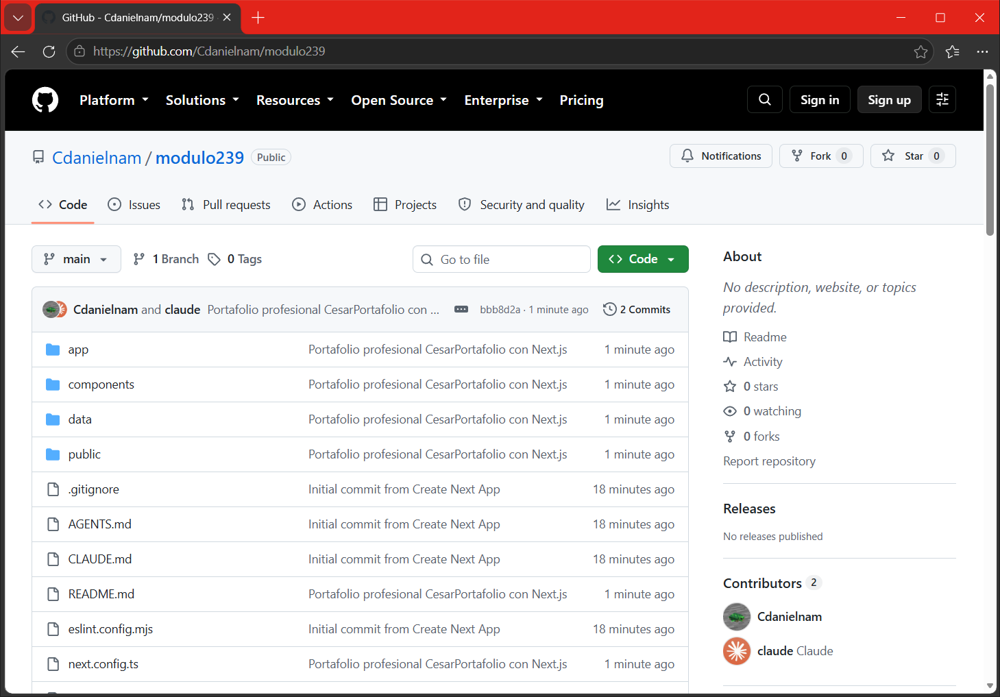 GitHub - Cdanielnam/modulo239
https://github.com/Cdanielnam/modulo239
Platform Solutions Resources Open Source Enterprise Pricing Sign in Sign up
Cdanielnam / modulo239 Public Notifications Fork 0 Star 0
Code Issues Pull requests Actions Projects Security and quality Insights
main 1 Branch 0 Tags Go to file Code
Cdanielnam and claude Portafolio profesional CesarPortafolio con ... bbb8d2a · 1 minute ago 2 Commits
app Portafolio profesional CesarPortafolio con Next.js 1 minute ago
components Portafolio profesional CesarPortafolio con Next.js 1 minute ago
data Portafolio profesional CesarPortafolio con Next.js 1 minute ago
public Portafolio profesional CesarPortafolio con Next.js 1 minute ago
.gitignore Initial commit from Create Next App 18 minutes ago
AGENTS.md Initial commit from Create Next App 18 minutes ago
CLAUDE.md Initial commit from Create Next App 18 minutes ago
README.md Portafolio profesional CesarPortafolio con Next.js 1 minute ago
eslint.config.mjs Initial commit from Create Next App 18 minutes ago
next.config.ts Portafolio profesional CesarPortafolio con Next.js 1 minute ago
About
No description, website, or topics
provided.
Readme
Activity
0 stars
0 watching
0 forks
Report repository
Releases
No releases published
Contributors 2
Cdanielnam
claude Claude